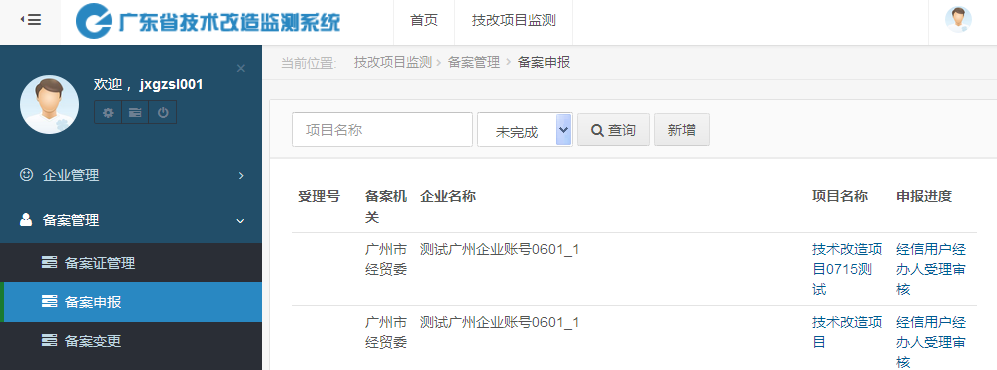 广东省技术改造监测系统
首页
技改项目监测
欢迎， jxgzsl001
企业管理
备案管理
备案证管理
备案申报
备案变更
当前位置: 技改项目监测 > 备案管理 > 备案申报
项目名称
未完成
查询
新增
受理号
备案机
关
企业名称
项目名称
申报进度
广州市
经贸委
测试广州企业账号0601_1
技术改造项
目0715测
试
经信用户经
办人受理审
核
广州市
经贸委
测试广州企业账号0601_1
技术改造项
目
经信用户经
办人受理审
核